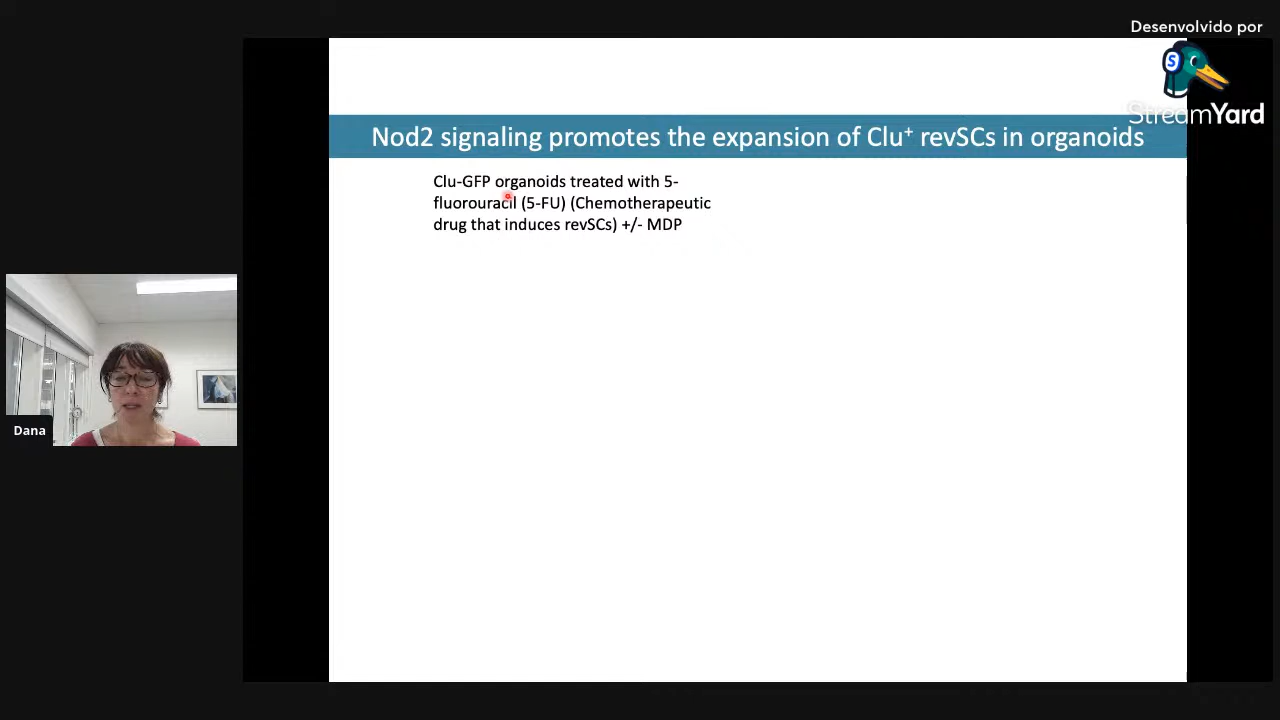 Desenvolvido por
S
StreamYard
Nod2 signaling promotes the expansion of Clu⁺ revSCs in organoids
Clu-GFP organoids treated with 5-
fluorouracil (5-FU) (Chemotherapeutic
drug that induces revSCs) +/- MDP
Dana